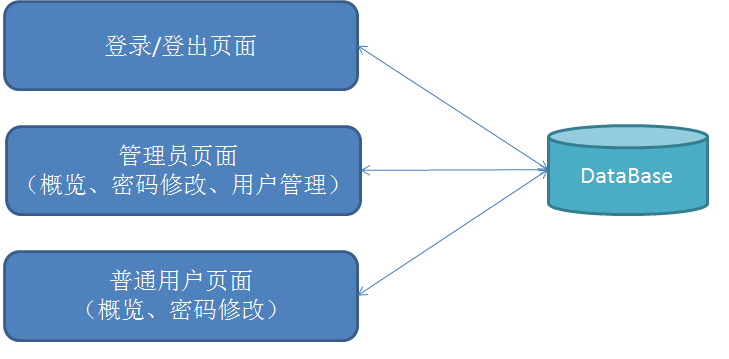 登录/登出页面
管理员页面
（概览、密码修改、用户管理）
DataBase
普通用户页面
（概览、密码修改）